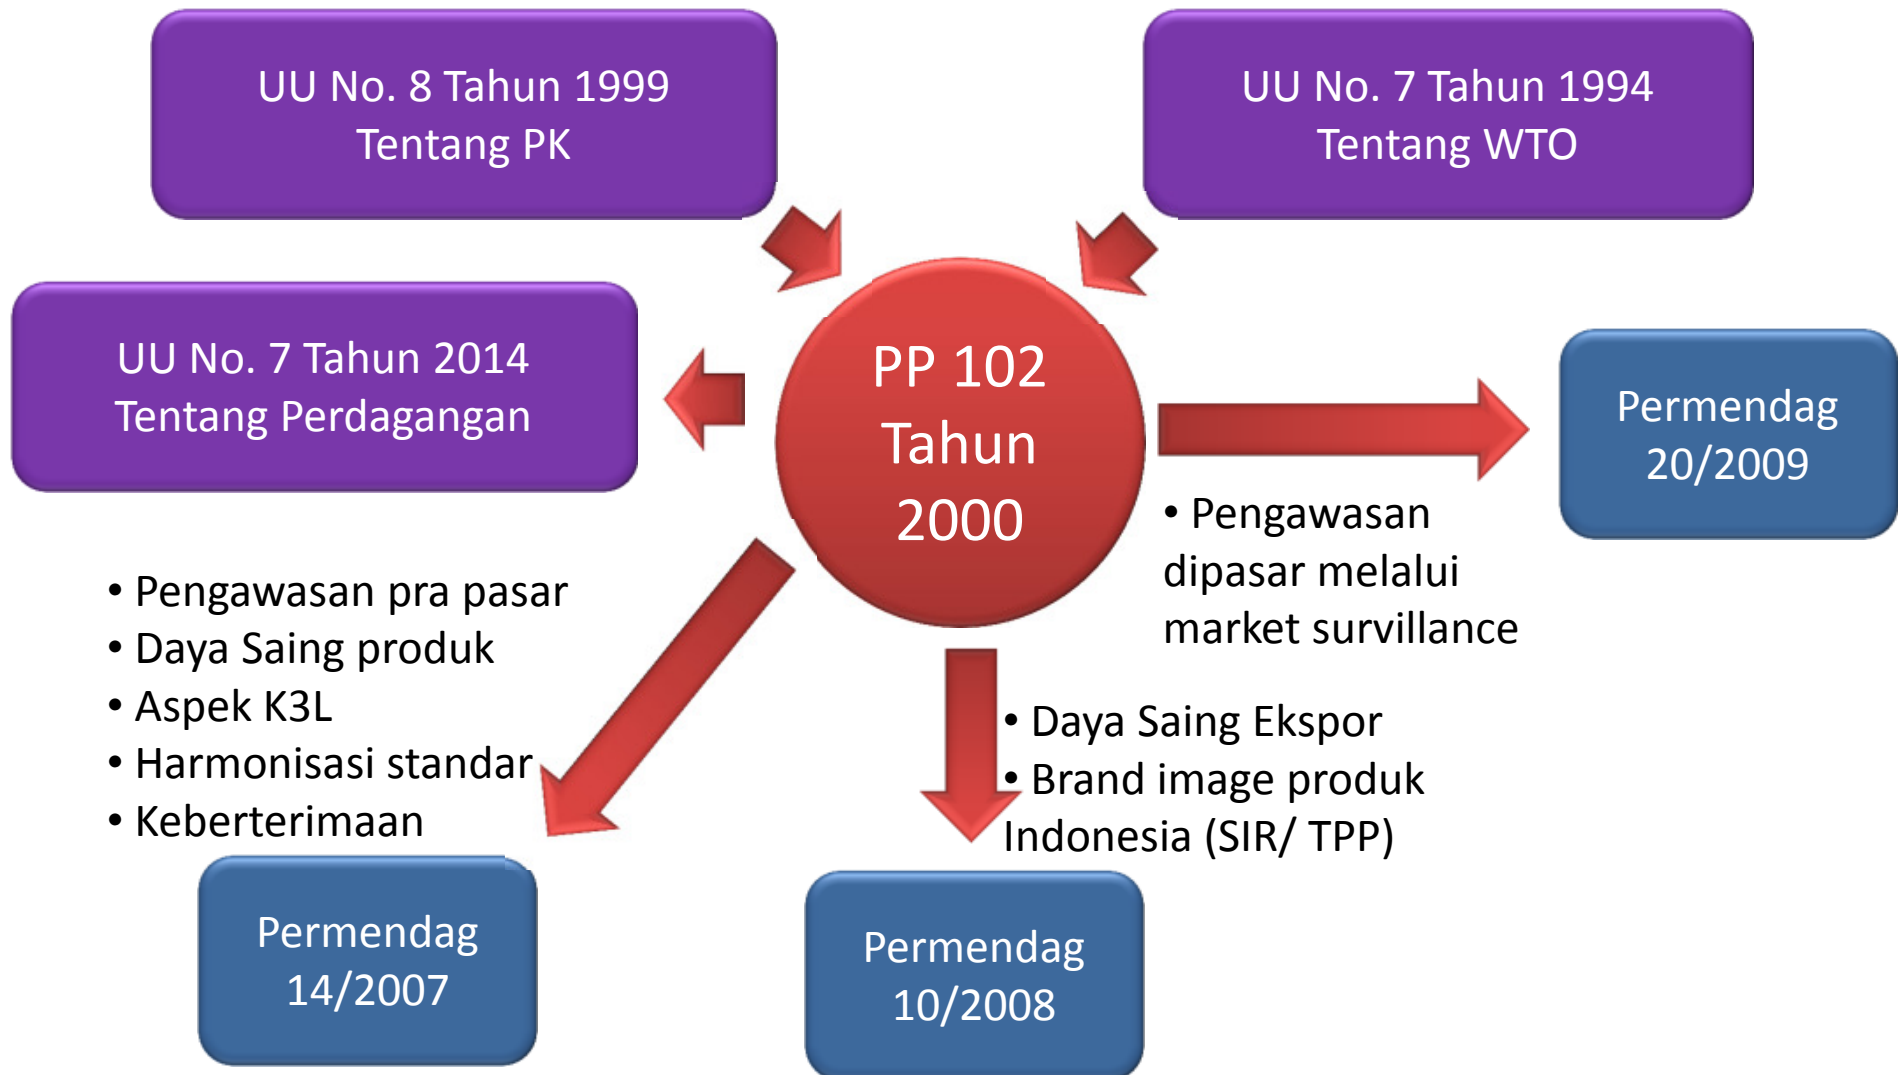 UU No. 8 Tahun 1999
Tentang PK
UU No. 7 Tahun 1994
Tentang WTO
UU No. 7 Tahun 2014
Tentang Perdagangan
PP 102
Tahun
2000
Permendag
20/2009
• Pengawasan
dipasar melalui
market survillance
• Pengawasan pra pasar
• Daya Saing produk
• Aspek K3L
• Harmonisasi standar
• Keberterimaan
• Daya Saing Ekspor
• Brand image produk
Indonesia (SIR/ TPP)
Permendag
14/2007
Permendag
10/2008